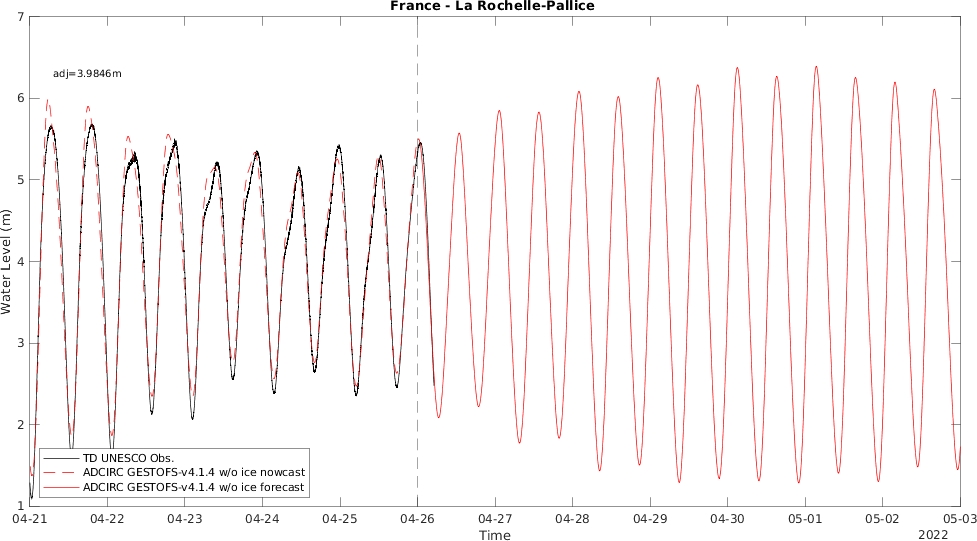 France - La Rochelle-Pallice
adj=3.9846m
7
6
5
4
3
2
1
Water Level (m)
TD UNESCO Obs.
ADCIRC GESTOFS-v4.1.4 w/o ice nowcast
ADCIRC GESTOFS-v4.1.4 w/o ice forecast
04-21 04-22 04-23 04-24 04-25 04-26 04-27 04-28 04-29 04-30 05-01 05-02 05-03
Time
2022